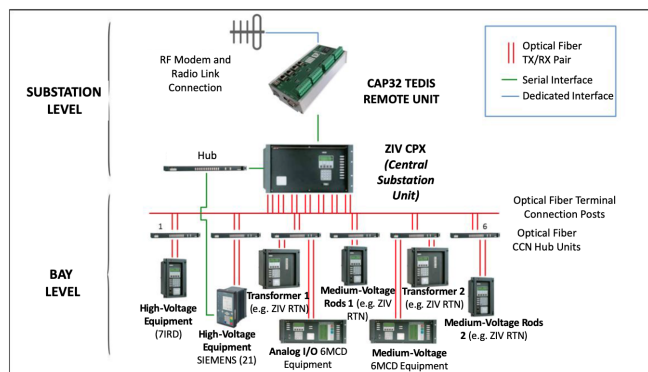 RF Modem and
Radio Link
Connection
Optical Fiber
TX/RX Pair
Serial Interface
Dedicated Interface
SUBSTATION
LEVEL
CAP32 TEDIS
REMOTE UNIT
Hub
ZIV CPX
(Central
Substation
Unit)
Optical Fiber Terminal
Connection Posts
1
6
Optical Fiber
CCN Hub Units
BAY
LEVEL
High-Voltage
Equipment
(7IRD)
High-Voltage
Equipment
SIEMENS (21)
Transformer 1
(e.g. ZIV RTN)
Analog I/O 6MCD
Equipment
Medium-Voltage
Rods 1 (e.g. ZIV
RTN)
Medium-Voltage
6MCD Equipment
Transformer 2
(e.g. ZIV RTN)
Medium-Voltage Rods
2 (e.g. ZIV RTN)